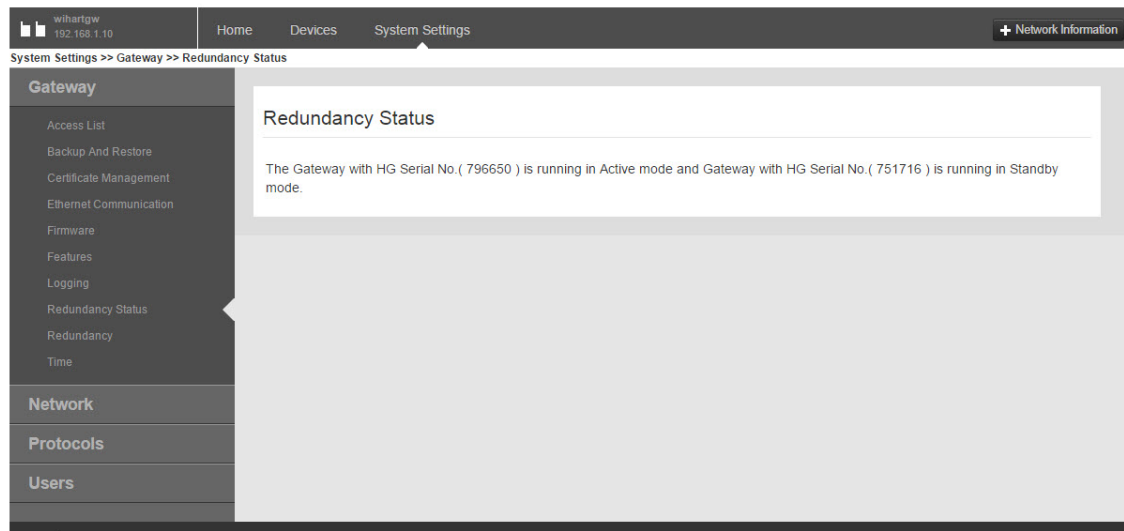 wihartgw
192.168.1.10
Home
Devices
System Settings
+ Network Information
System Settings >> Gateway >> Redundancy Status
Gateway
Access List
Backup And Restore
Certificate Management
Ethernet Communication
Firmware
Features
Logging
Redundancy Status
Redundancy
Time
Network
Protocols
Users
Redundancy Status
The Gateway with HG Serial No.( 796650 ) is running in Active mode and Gateway with HG Serial No.( 751716 ) is running in Standby
mode.